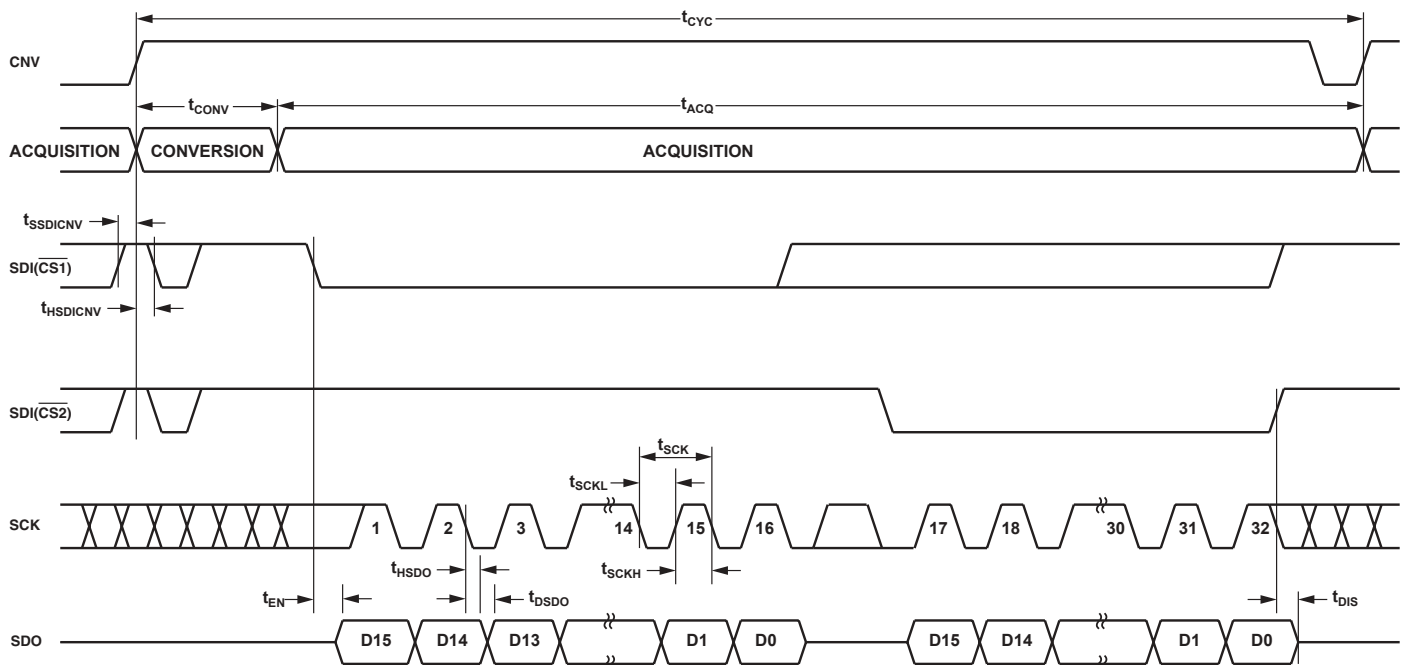 tCYC
CNV
tCONV
tACQ
ACQUISITION CONVERSION ACQUISITION
tSSDICNV
SDI(CS1)
tHSDICNV
SDI(CS2)
tSCK
tSCKL
SCK 1 2 3 14 15 16 17 18 30 31 32
tHSDO tSCKH
tEN tDSDO tDIS
SDO D15 D14 D13 D1 D0 D15 D14 D1 D0